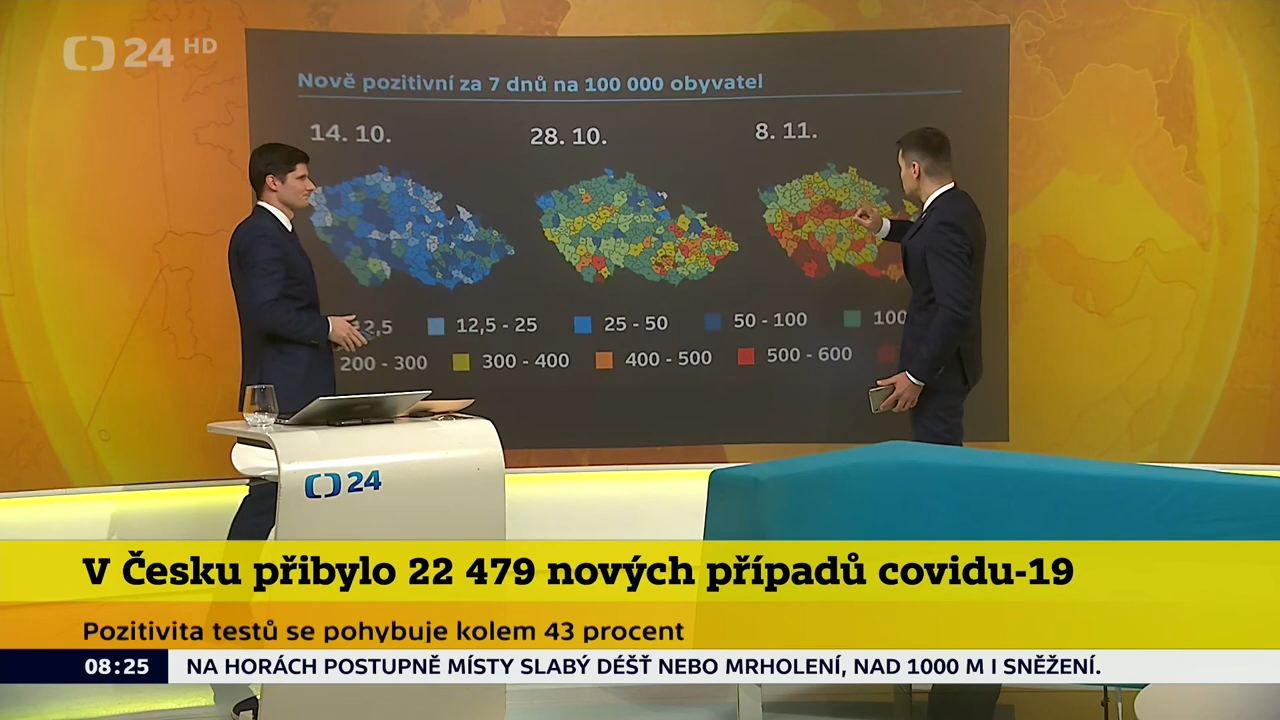 24 HD
Nově pozitivní za 7 dnů na 100 000 obyvatel
14. 10.
28. 10.
8. 11.
12,5 - 25
25 - 50
50 - 100
100
200 - 300
300 - 400
400 - 500
500 - 600
24
V Česku přibylo 22 479 nových případů covidu-19
Pozitivita testů se pohybuje kolem 43 procent
08:25 NA HORÁCH POSTUPNĚ MÍSTY SLABÝ DÉŠŤ NEBO MRHOLENÍ, NAD 1000 M I SNĚŽENÍ.